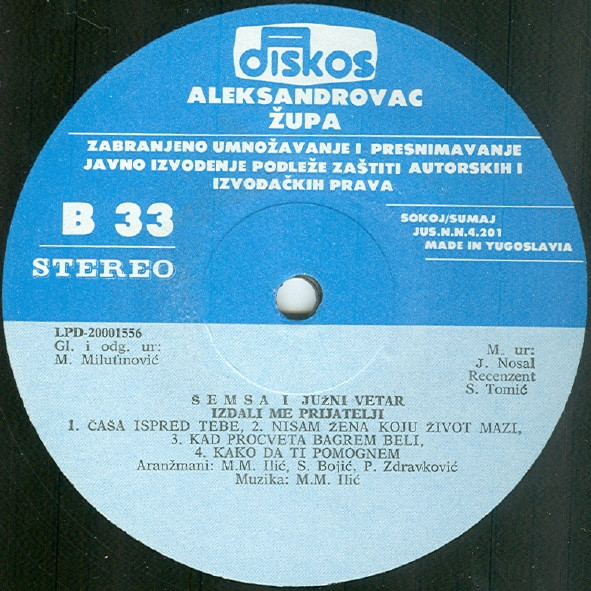 diskos
ALEKSANDROVAC
ŽUPA
ZABRANJENO UMNOŽAVANJE I PRESNIMAVANJE
JAVNO IZVOĐENJE PODLEŽE ZAŠTITI AUTORSKIH I
IZVOĐAČKIH PRAVA
B 33
STEREO
SOKOJ/SUMAJ
JUS.N.N.4.201
MADE IN YUGOSLAVIA
LPD-20001556
Gl. i odg. ur:
M. Milutinović
M. ur:
J. Nosal
Recenzent
S. Tomić
SEMSA I JUŽNI VETAR
IZDALI ME PRIJATELJI
1. ČAŠA ISPRED TEBE, 2. NISAM ŽENA KOJU ŽIVOT MAZI,
3. KAD PROCVETA BAGREM BELI,
4. KAKO DA TI POMOGNEM
Aranžmani: M.M. Ilić, S. Bojić, P. Zdravković
Muzika: M.M. Ilić